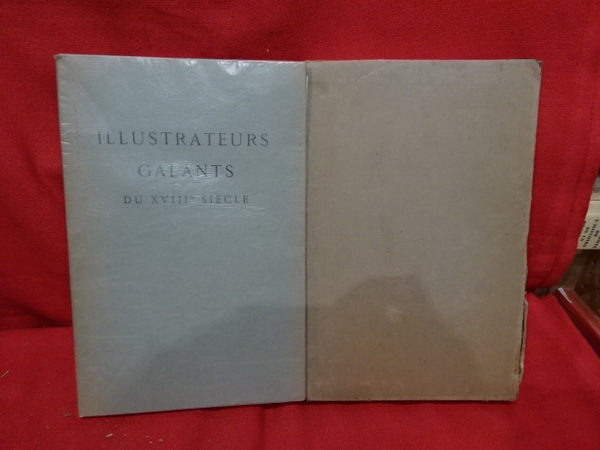 ILLUSTRATEURS
GALANTS
DU XVIIIe SIÈCLE